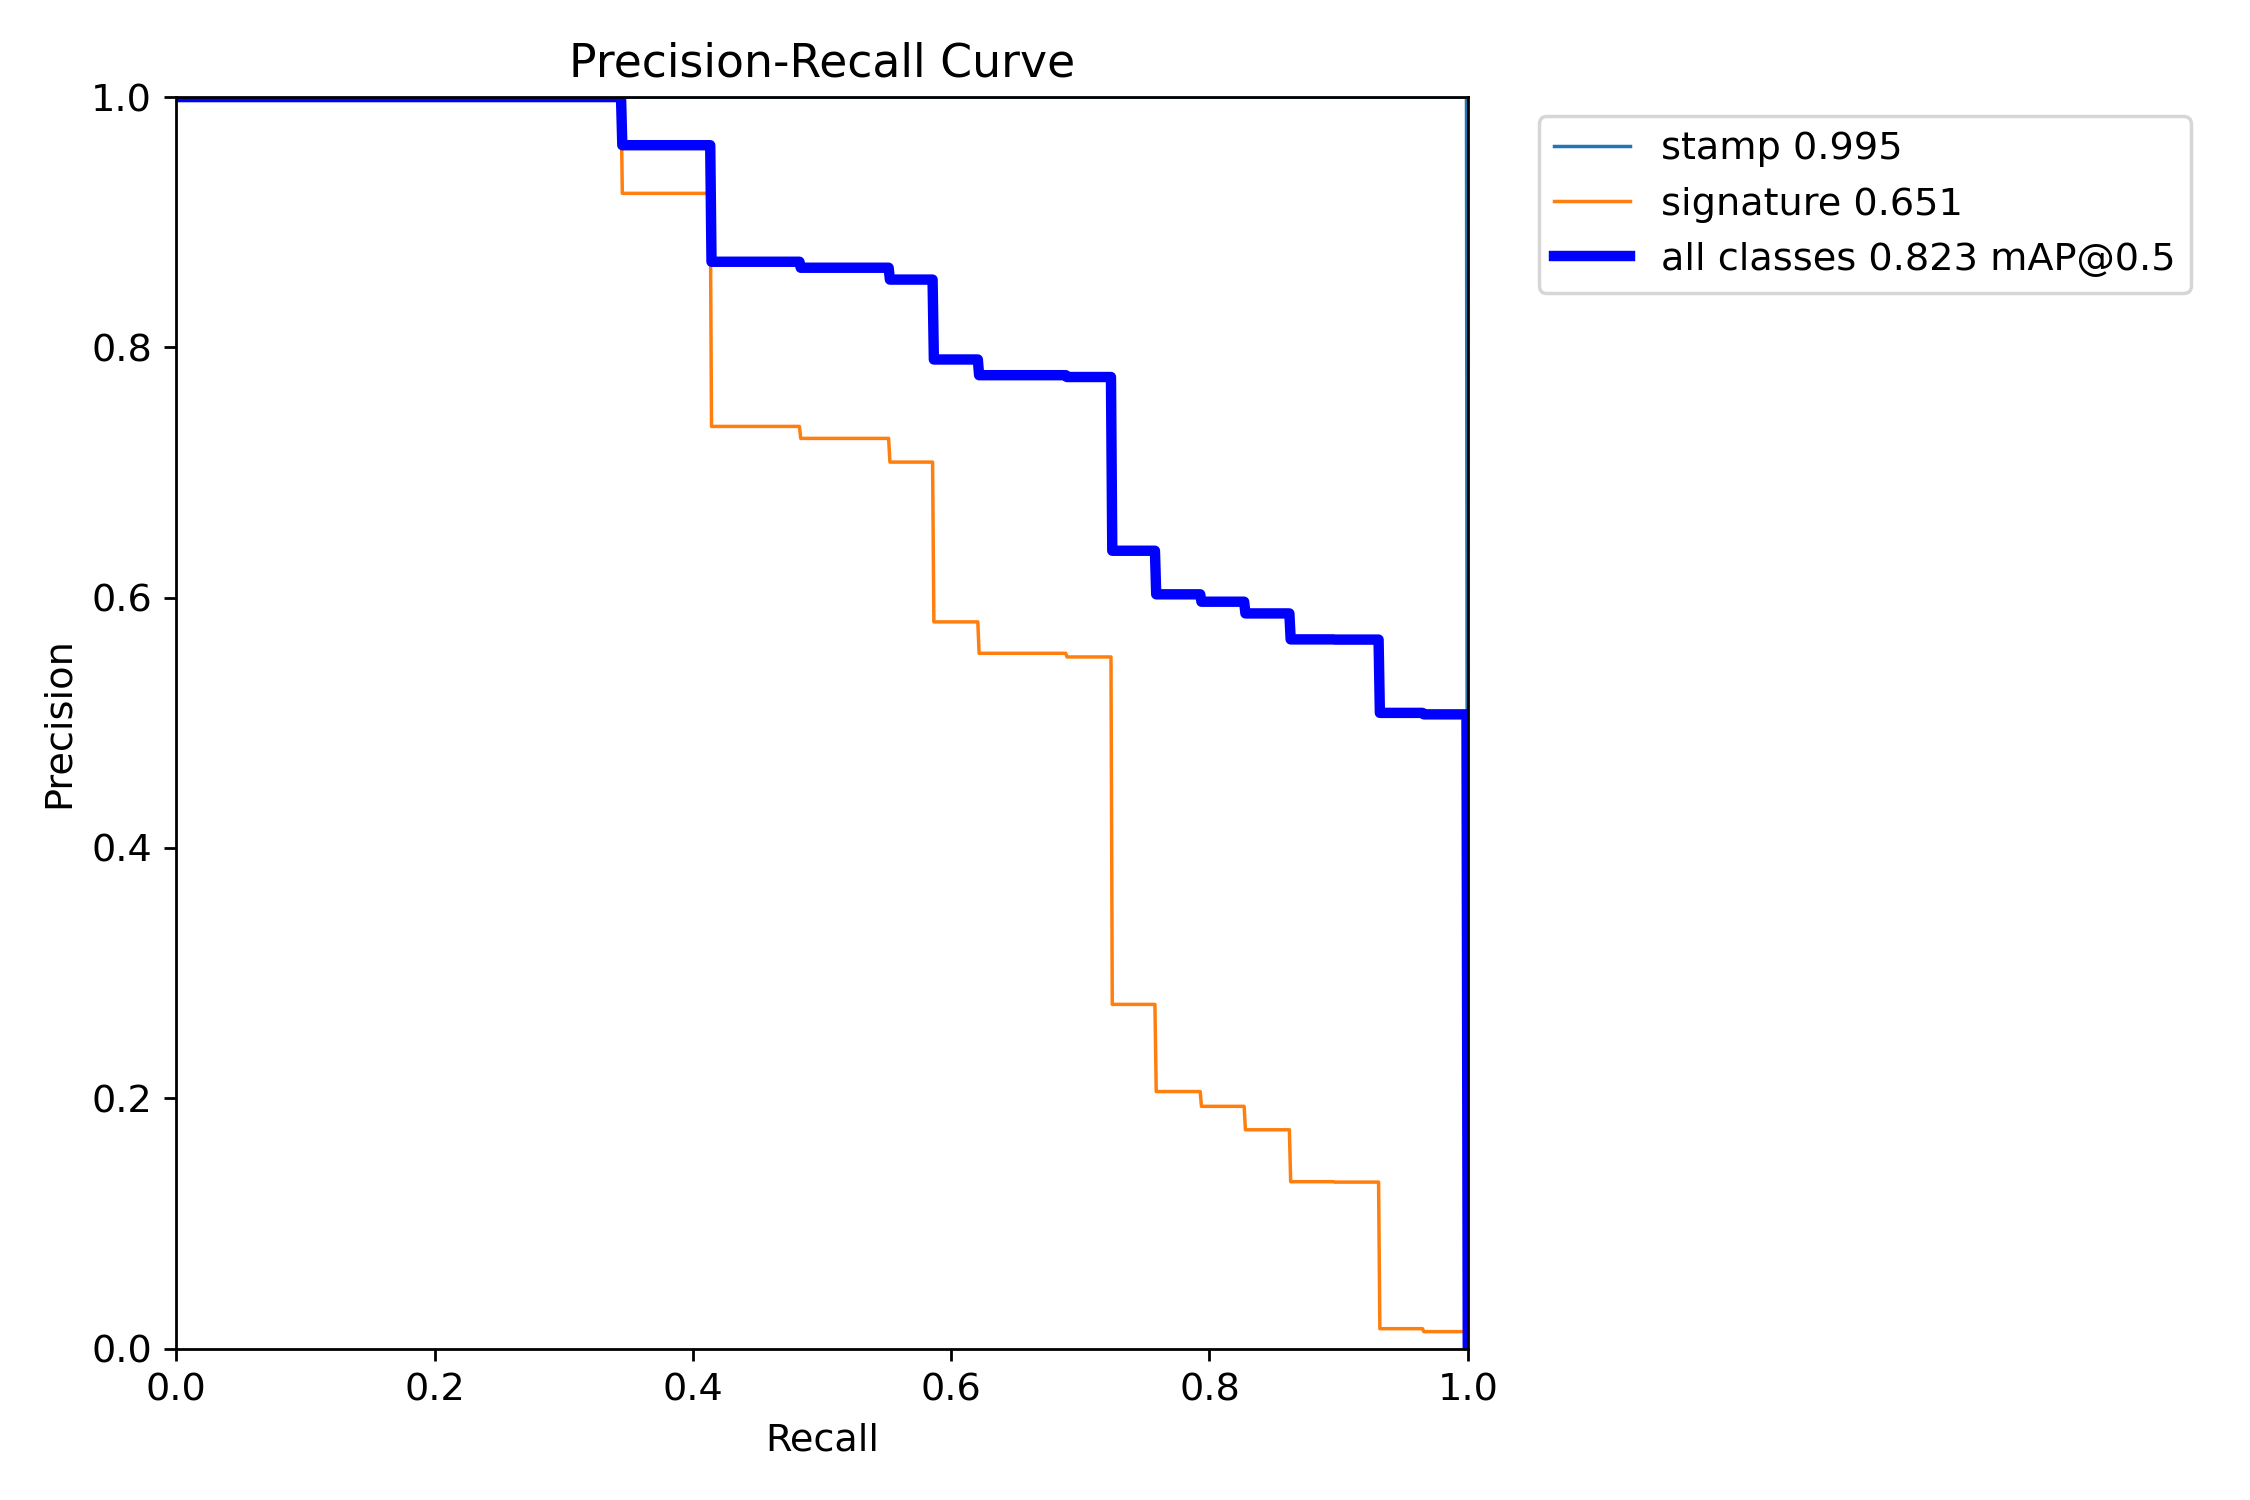 Precision-Recall Curve
1.0
0.8
0.6
0.4
0.2
0.0
Precision
0.0 0.2 0.4 0.6 0.8 1.0
Recall
stamp 0.995
signature 0.651
all classes 0.823 mAP@0.5